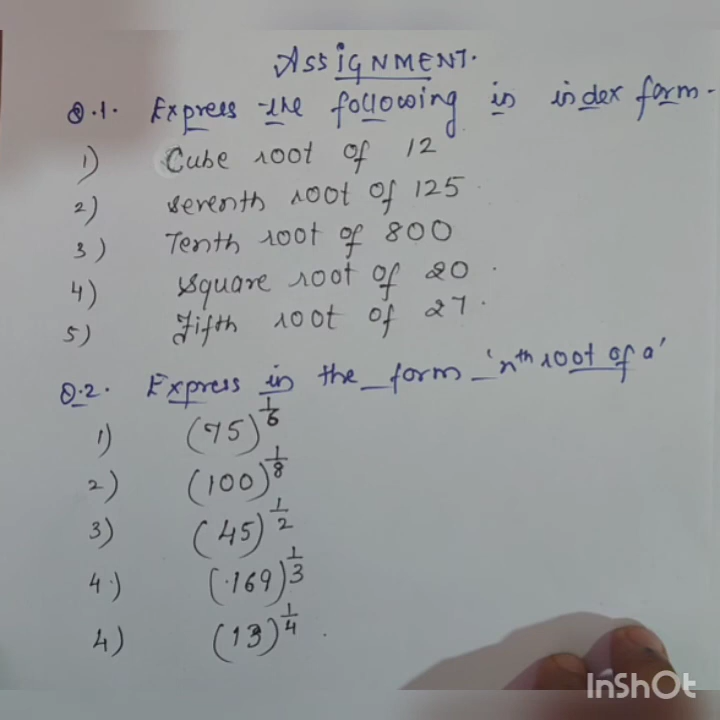 ASSIGNMENT.
Q.1. Express the following in index form.
1) Cube root of 12
2) Seventh root of 125.
3) Tenth root of 800
4) Square root of 20.
5) Fifth root of 27.
Q.2. Express in the form 'nth root of a'
1) (75)^1/6
2) (100)^1/8
3) (45)^1/2
4.) (169)^1/3
4) (13)^1/4.
InShOt